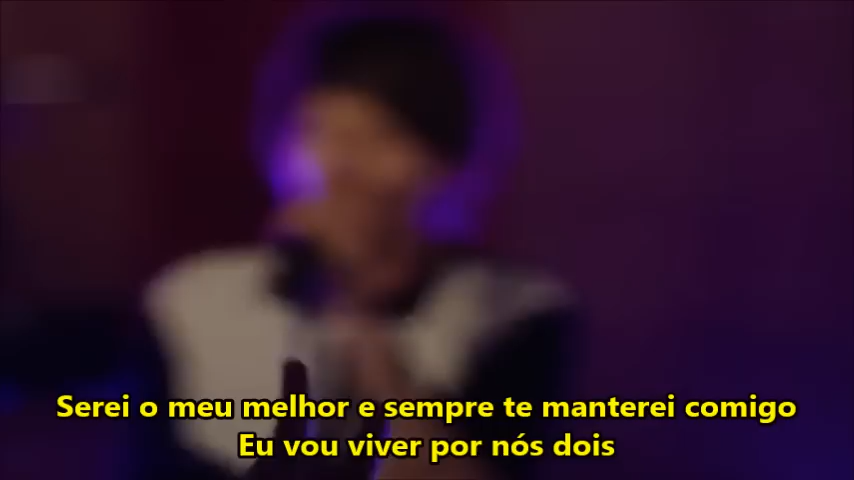 Serei o meu melhor e sempre te manterei comigo
Eu vou viver por nós dois